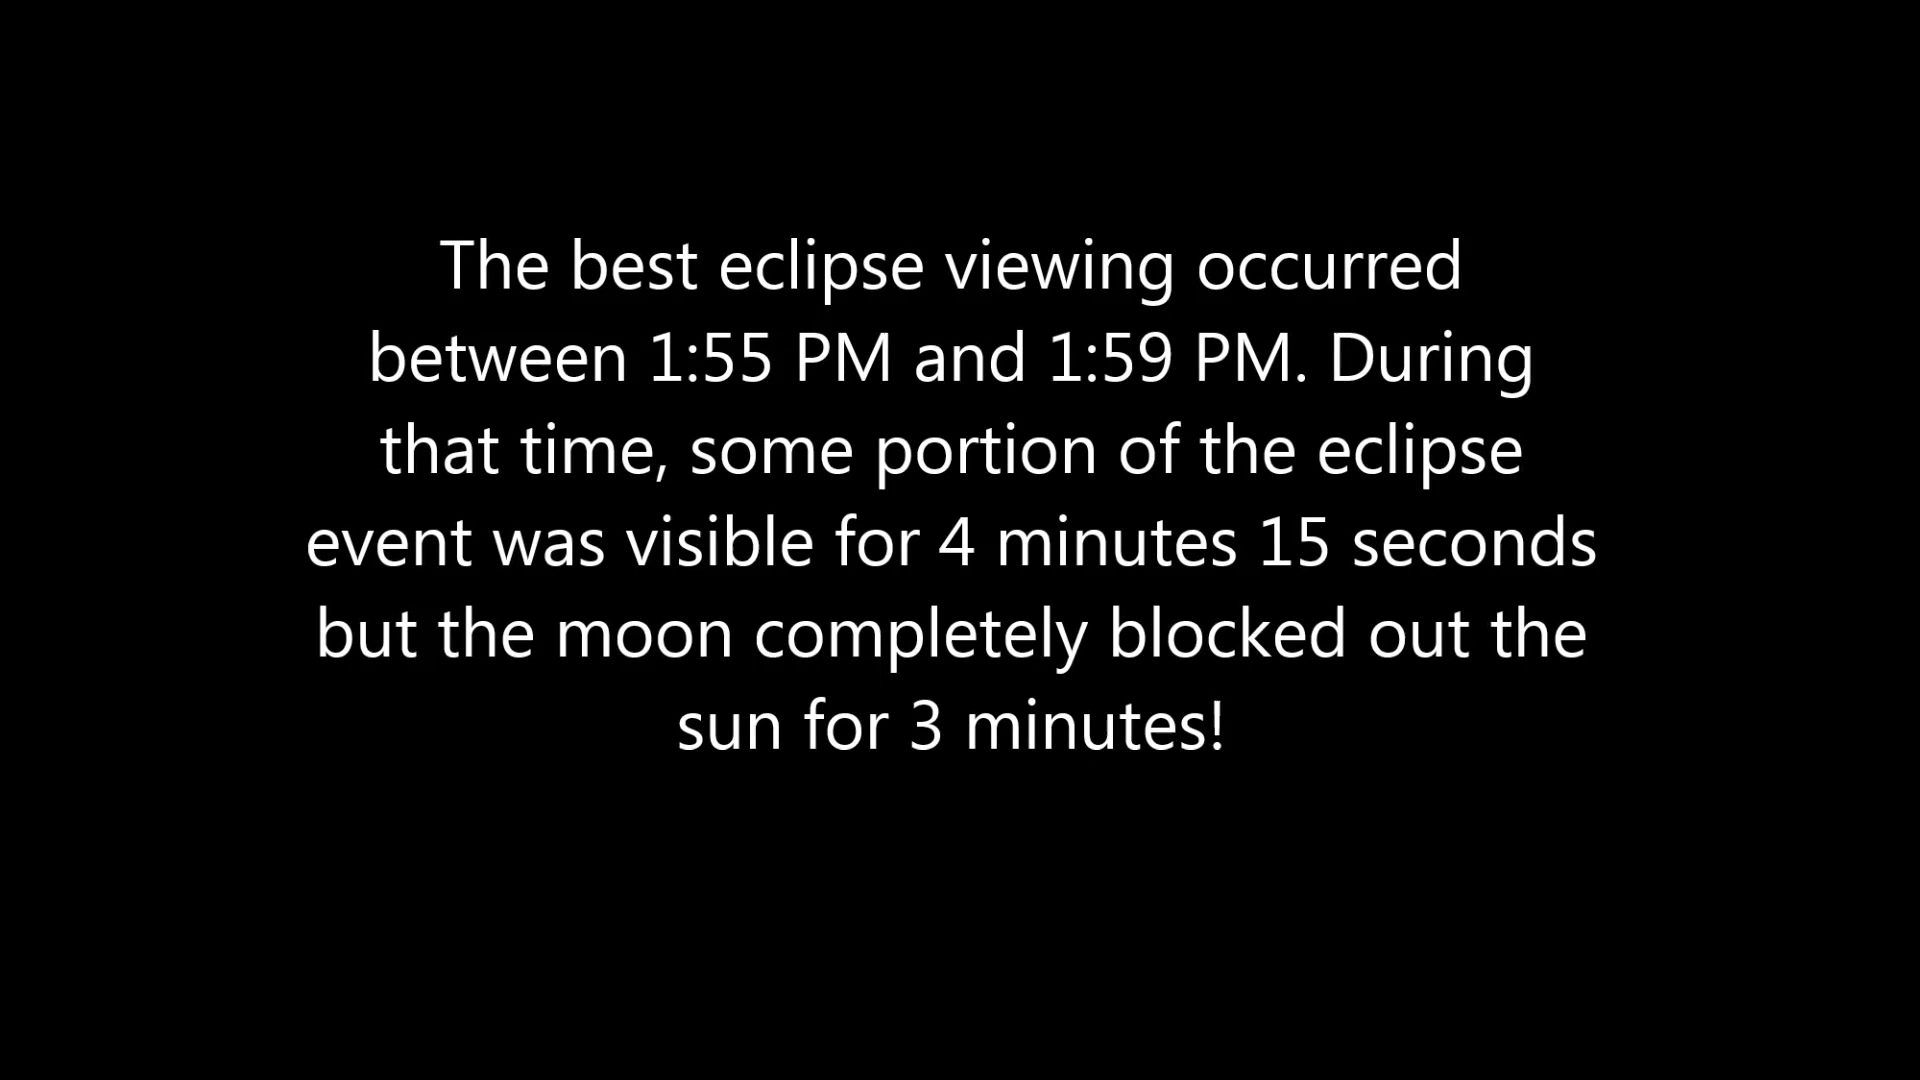 The best eclipse viewing occurred
between 1:55 PM and 1:59 PM. During
that time, some portion of the eclipse
event was visible for 4 minutes 15 seconds
but the moon completely blocked out the
sun for 3 minutes!